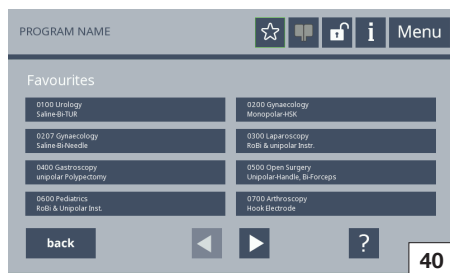 PROGRAM NAME
i Menu
Favourites
0100 Urology
Saline-Bi-TUR
0200 Gynaecology
Monopolar-HSK
0207 Gynaecology
Saline-Bi-Needle
0300 Laparoscopy
RoBi & unipolar Instr.
0400 Gastroscopy
unipolar Polypectomy
0500 Open Surgery
Unipolar-Handle, Bi-Forceps
0600 Pediatrics
RoBi & Unipolar Inst.
0700 Arthroscopy
Hook Electrode
back ?
40